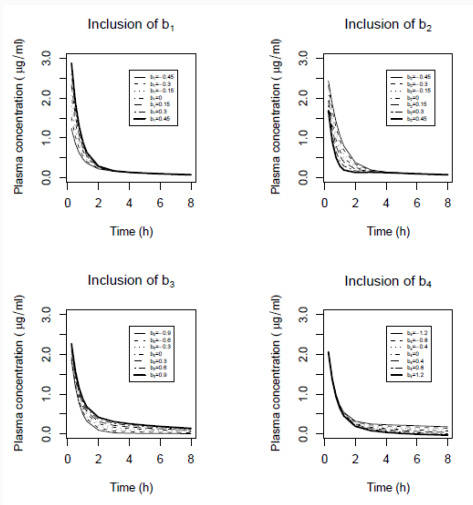 Inclusion of b1
Plasma concentration ( μg/ml)
3.0
2.0
1.0
0.0
b1=−0.45
b1=−0.3
b1=−0.15
b1=0
b1=0.15
b1=0.3
b1=0.45
0 2 4 6 8
Time (h)
Inclusion of b2
Plasma concentration ( μg/ml)
3.0
2.0
1.0
0.0
b2=−0.45
b2=−0.3
b2=−0.15
b2=0
b2=0.15
b2=0.3
b2=0.45
0 2 4 6 8
Time (h)
Inclusion of b3
Plasma concentration ( μg/ml)
3.0
2.0
1.0
0.0
b3=−0.9
b3=−0.6
b3=−0.3
b3=0
b3=0.3
b3=0.6
b3=0.9
0 2 4 6 8
Time (h)
Inclusion of b4
Plasma concentration ( μg/ml)
3.0
2.0
1.0
0.0
b4=−1.2
b4=−0.8
b4=−0.4
b4=0
b4=0.4
b4=0.8
b4=1.2
0 2 4 6 8
Time (h)